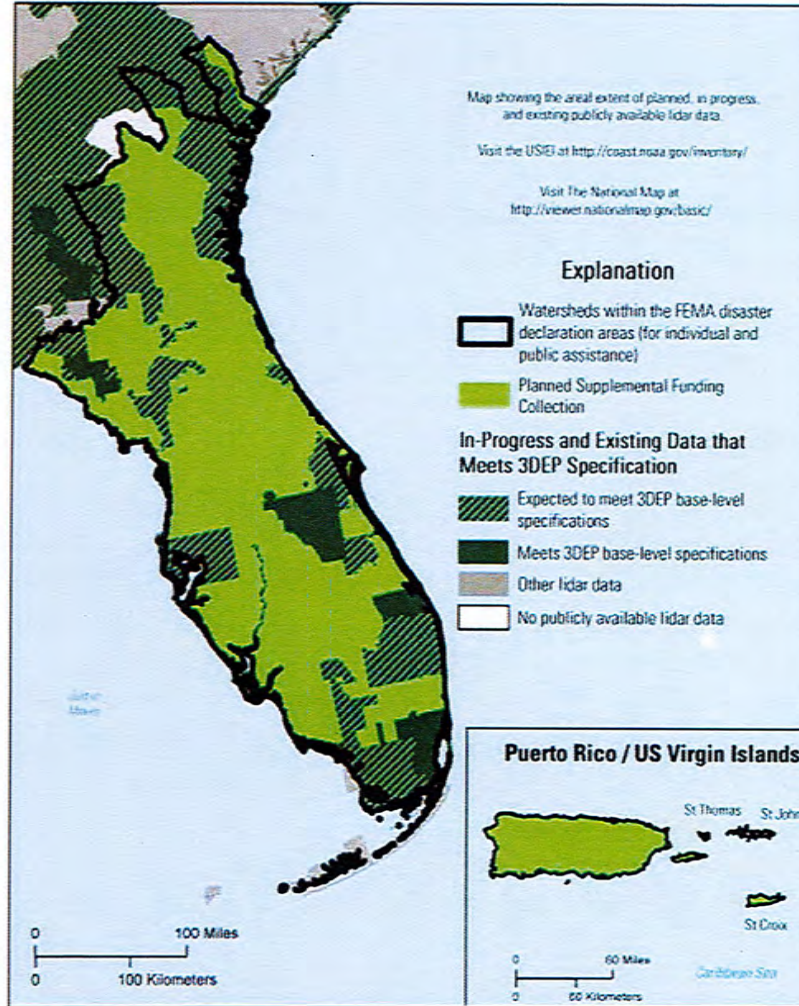 Map showing the areal extent of planned, in progress,
and existing publicly available lidar data.
Visit the USIEI at http://coast.noaa.gov/inventory/
Visit The National Map at
http://viewer.nationalmap.gov/basic/
Explanation
Watersheds within the FEMA disaster
declaration areas (for individual and
public assistance)
Planned Supplemental Funding
Collection
In-Progress and Existing Data that
Meets 3DEP Specification
Expected to meet 3DEP base-level
specifications
Meets 3DEP base-level specifications
Other lidar data
No publicly available lidar data
Puerto Rico / US Virgin Islands
St Thomas
St John
St Croix
Caribbean Sea
0 60 Miles
0 60 Kilometers
0 100 Miles
0 100 Kilometers